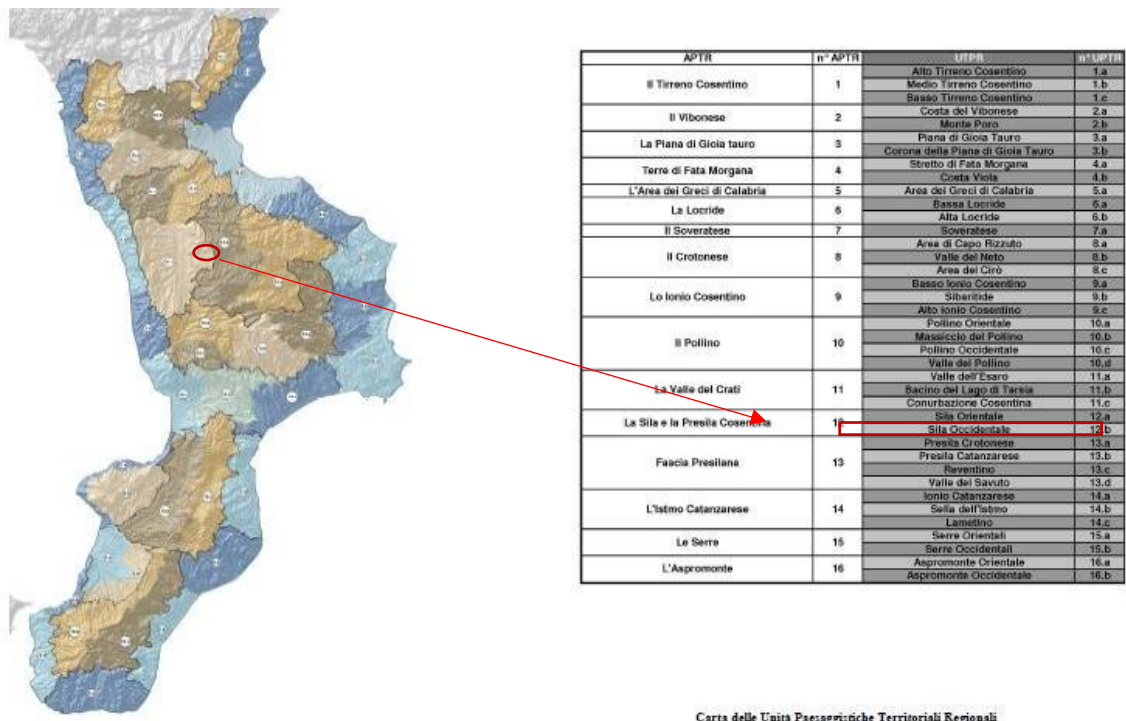 APTR n° APTR UTPR n° UPTR
Il Tirreno Cosentino 1 Alto Tirreno Cosentino 1.a
Medio Tirreno Cosentino 1.b
Basso Tirreno Cosentino 1.c
Il Vibonese 2 Costa del Vibonese 2.a
Monte Poro 2.b
La Piana di Gioia tauro 3 Piana di Gioia Tauro 3.a
Corona della Piana di Gioia Tauro 3.b
Terre di Fata Morgana 4 Stretto di Fata Morgana 4.a
Costa Viola 4.b
L'Area dei Greci di Calabria 5 Area dei Greci di Calabria 5.a
La Locride 6 Bassa Locride 6.a
Alta Locride 6.b
Il Soveratese 7 Soveratese 7.a
Il Crotonese 8 Area di Capo Rizzuto 8.a
Valle del Neto 8.b
Area del Cirò 8.c
Lo Ionio Cosentino 9 Basso Ionio Cosentino 9.a
Sibaritide 9.b
Alto Ionio Cosentino 9.c
Il Pollino 10 Pollino Orientale 10.a
Massiccio del Pollino 10.b
Pollino Occidentale 10.c
Valle del Pollino 10.d
La Valle del Crati 11 Valle dell'Esaro 11.a
Bacino del Lago di Tarsia 11.b
Conurbazione Cosentina 11.c
La Sila e la Presila Cosentina 12 Sila Orientale 12.a
Sila Occidentale 12.b
Fascia Presilana 13 Presila Crotonese 13.a
Presila Catanzarese 13.b
Reventino 13.c
Valle del Savuto 13.d
L'Istmo Catanzarese 14 Ionio Catanzarese 14.a
Sella dell'Istmo 14.b
Lametino 14.c
Le Serre 15 Serre Orientali 15.a
Serre Occidentali 15.b
L'Aspromonte 16 Aspromonte Orientale 16.a
Aspromonte Occidentale 16.b
Carta delle Unità Paesaggistiche Territoriali Regionali